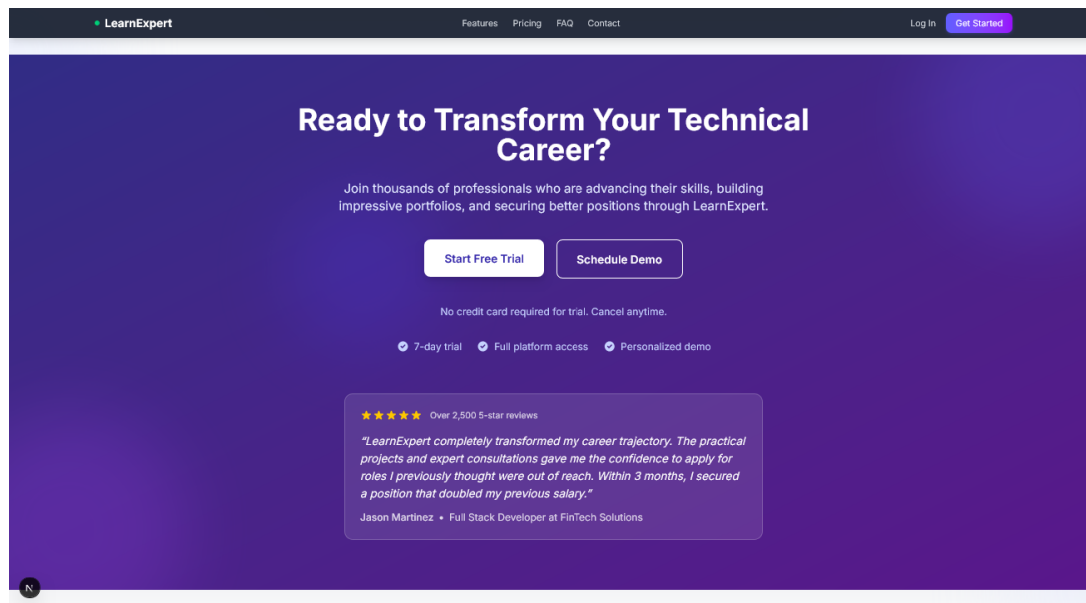 LearnExpert
Features Pricing FAQ Contact
Log In Get Started
Ready to Transform Your Technical
Career?
Join thousands of professionals who are advancing their skills, building
impressive portfolios, and securing better positions through LearnExpert.
Start Free Trial Schedule Demo
No credit card required for trial. Cancel anytime.
7-day trial Full platform access Personalized demo
Over 2,500 5-star reviews
“LearnExpert completely transformed my career trajectory. The practical
projects and expert consultations gave me the confidence to apply for
roles I previously thought were out of reach. Within 3 months, I secured
a position that doubled my previous salary.”
Jason Martinez • Full Stack Developer at FinTech Solutions
N